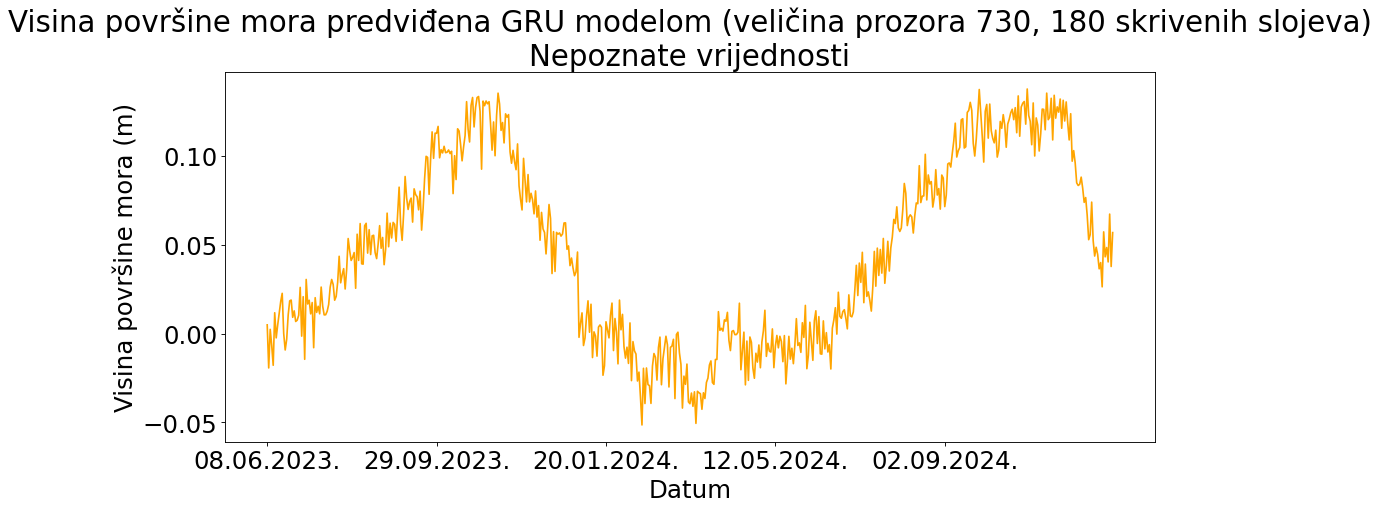 Visina površine mora predviđena GRU modelom (veličina prozora 730, 180 skrivenih slojeva)
Nepoznate vrijednosti
Visina površine mora (m)
0.10
0.05
0.00
−0.05
08.06.2023. 29.09.2023. 20.01.2024. 12.05.2024. 02.09.2024.
Datum